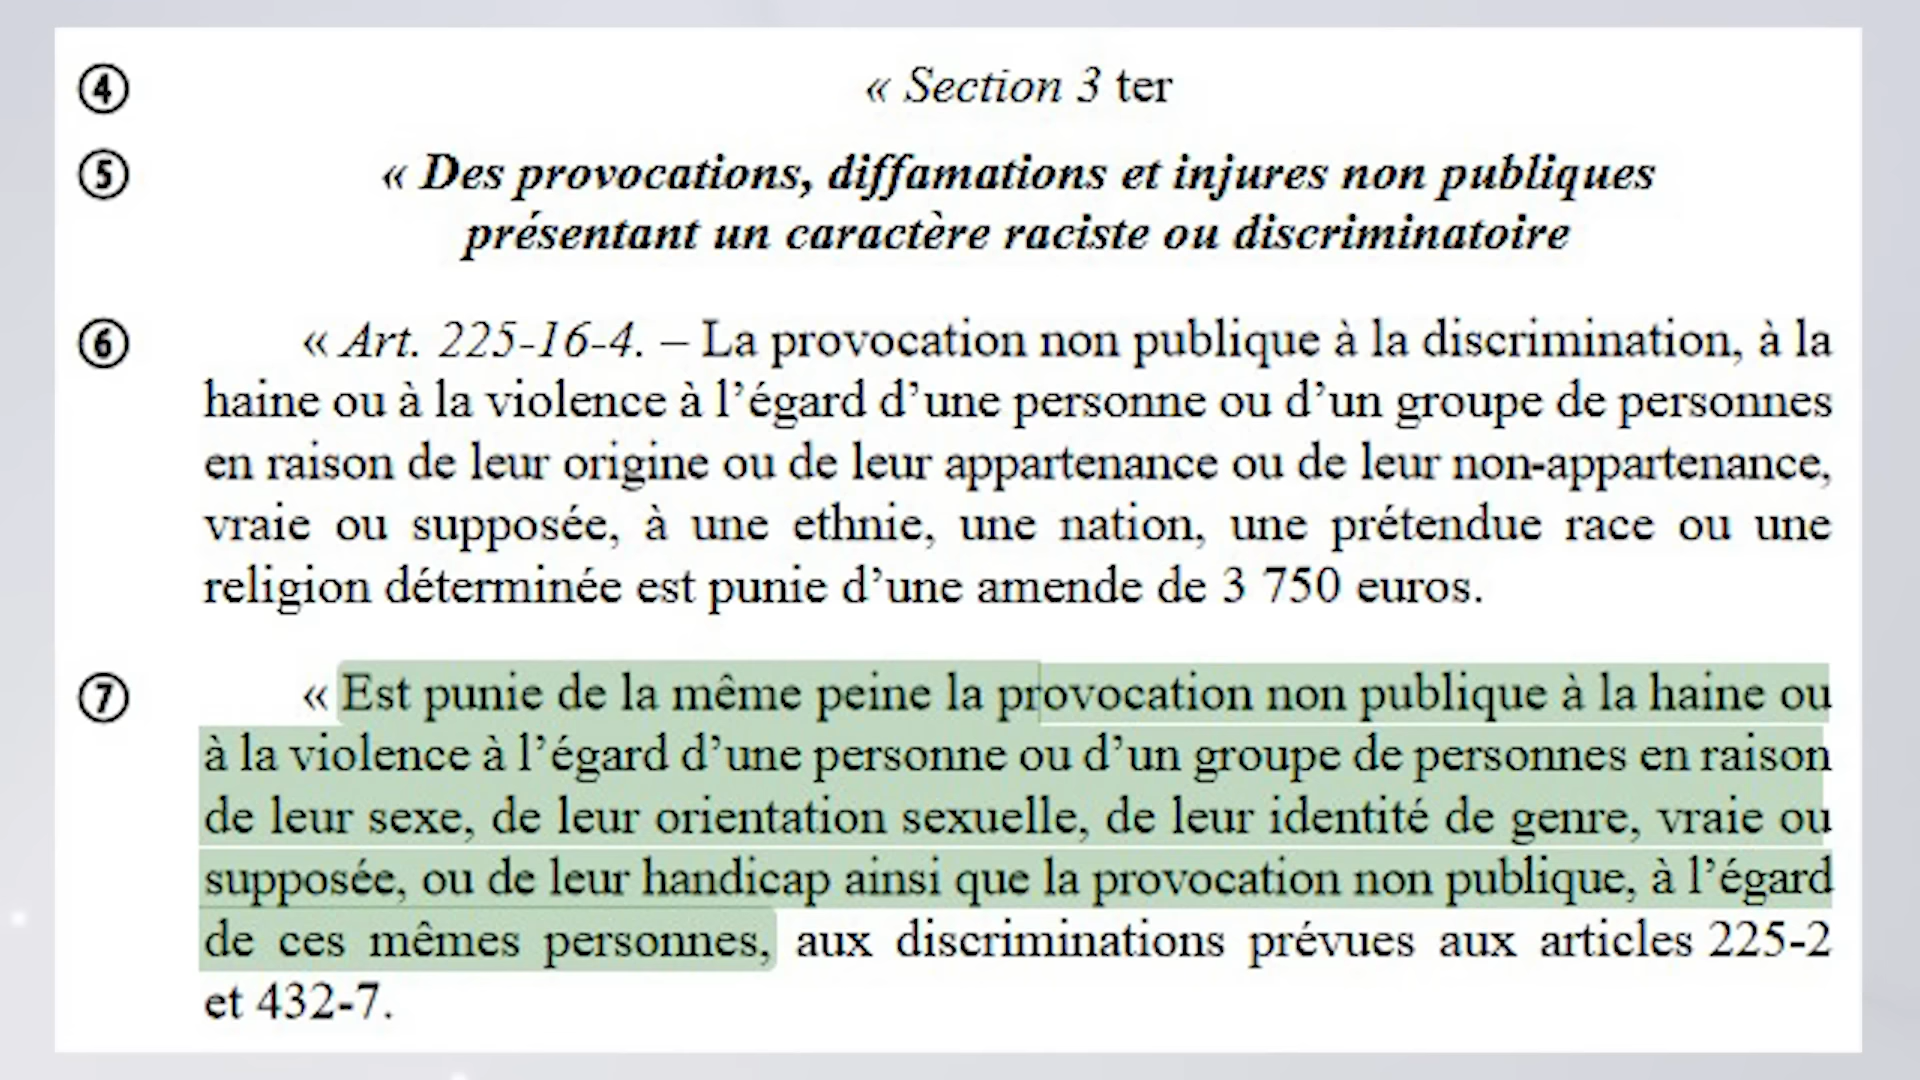 ④ « Section 3 ter
⑤ « Des provocations, diffamations et injures non publiques
présentant un caractère raciste ou discriminatoire
⑥ « Art. 225-16-4. – La provocation non publique à la discrimination, à la
haine ou à la violence à l’égard d’une personne ou d’un groupe de personnes
en raison de leur origine ou de leur appartenance ou de leur non-appartenance,
vraie ou supposée, à une ethnie, une nation, une prétendue race ou une
religion déterminée est punie d’une amende de 3 750 euros.
⑦ « Est punie de la même peine la provocation non publique à la haine ou
à la violence à l’égard d’une personne ou d’un groupe de personnes en raison
de leur sexe, de leur orientation sexuelle, de leur identité de genre, vraie ou
supposée, ou de leur handicap ainsi que la provocation non publique, à l’égard
de ces mêmes personnes, aux discriminations prévues aux articles 225-2
et 432-7.